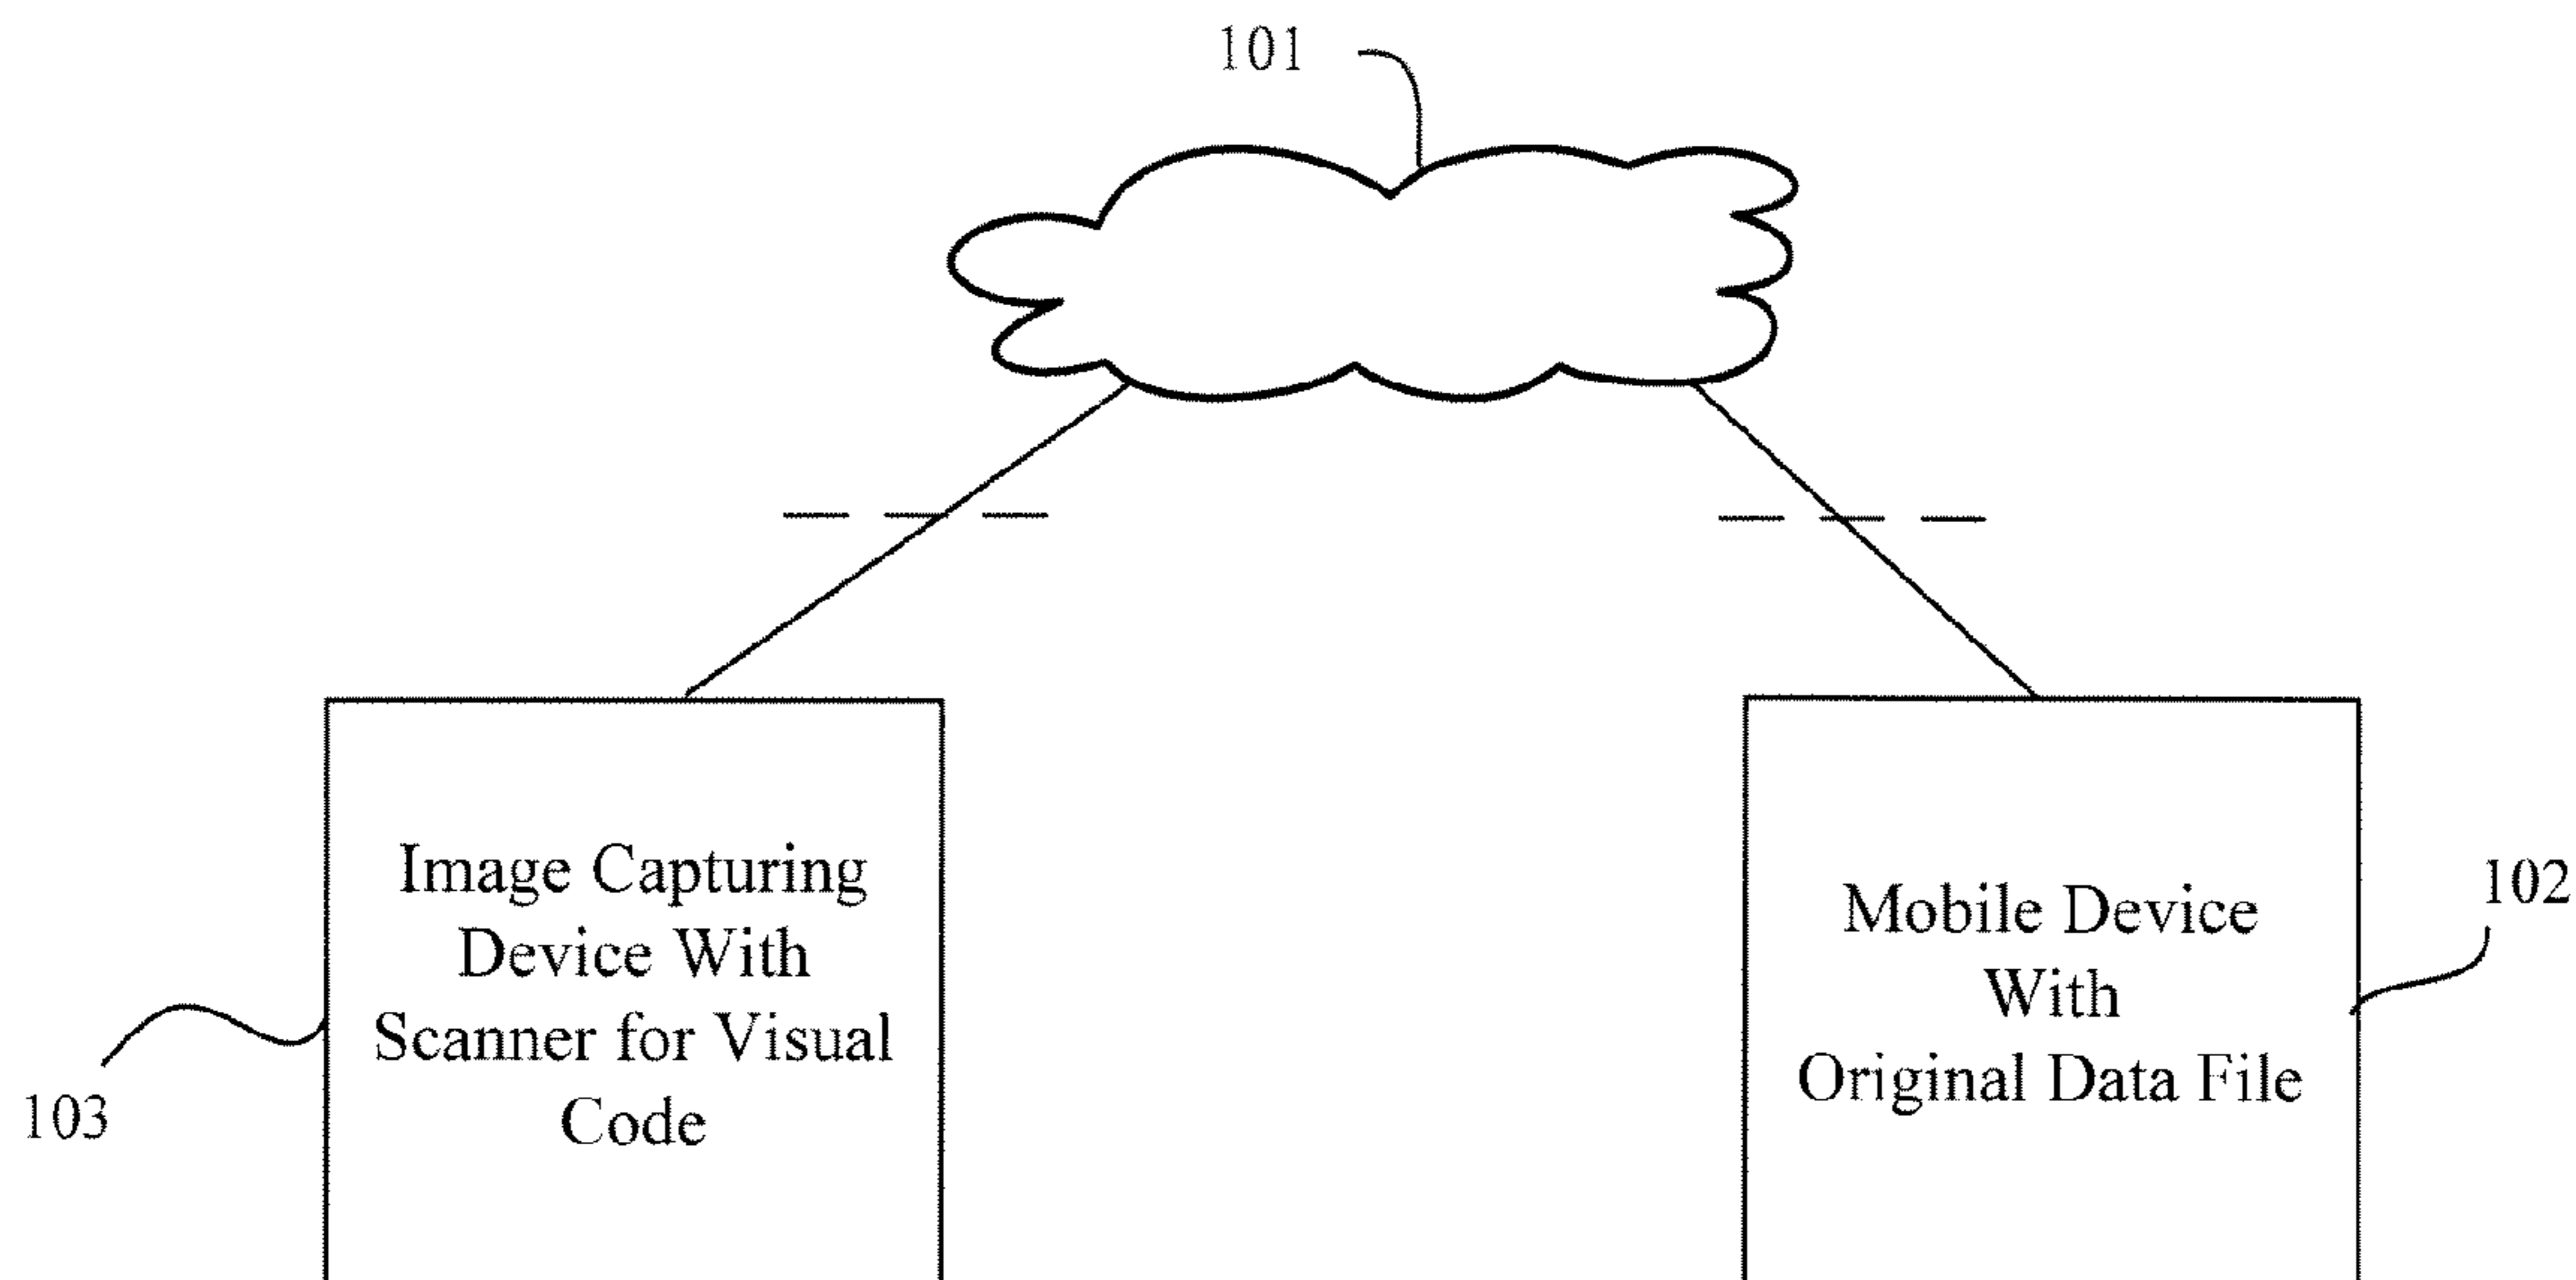 101
Image Capturing
Device With
Scanner for Visual
Code
103
Mobile Device
With
Original Data File
102